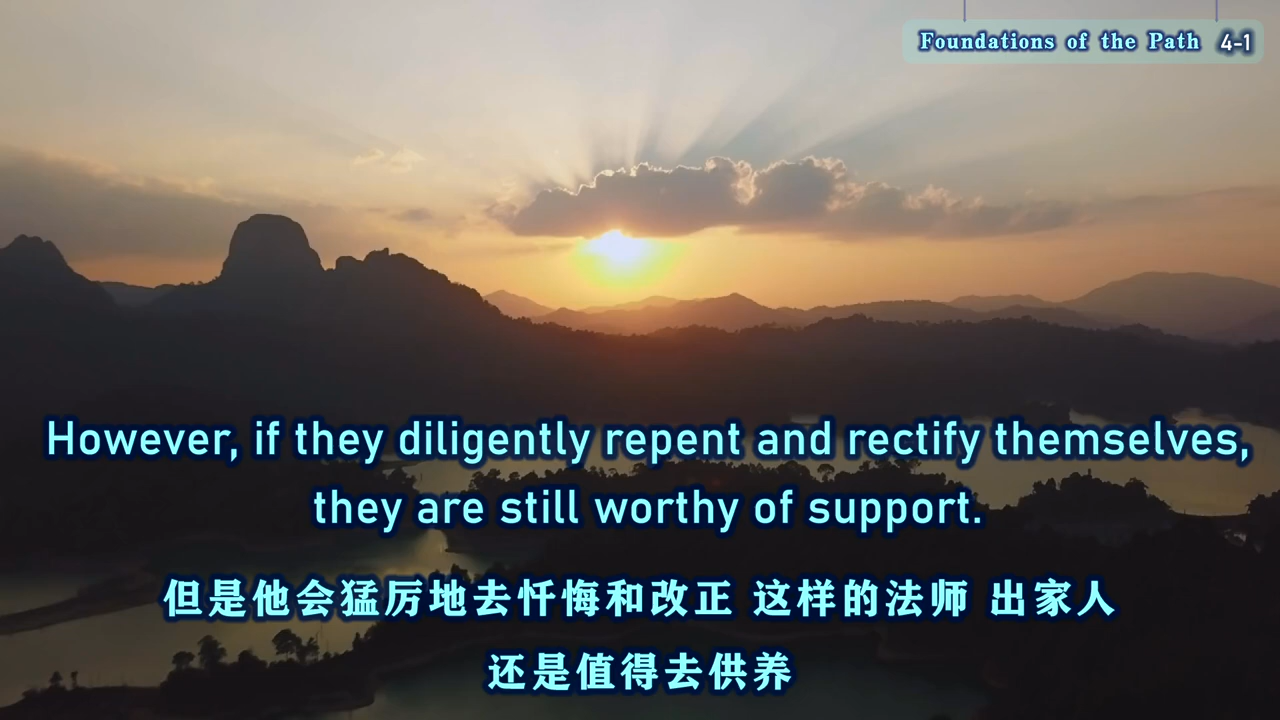 Foundations of the Path 4-1
However, if they diligently repent and rectify themselves,
they are still worthy of support.
但是他会猛厉地去忏悔和改正 这样的法师 出家人
还是值得去供养